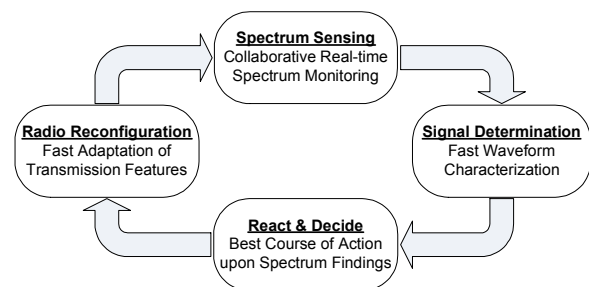 Spectrum Sensing
Collaborative Real-time
Spectrum Monitoring
Radio Reconfiguration
Fast Adaptation of
Transmission Features
Signal Determination
Fast Waveform
Characterization
React & Decide
Best Course of Action
upon Spectrum Findings